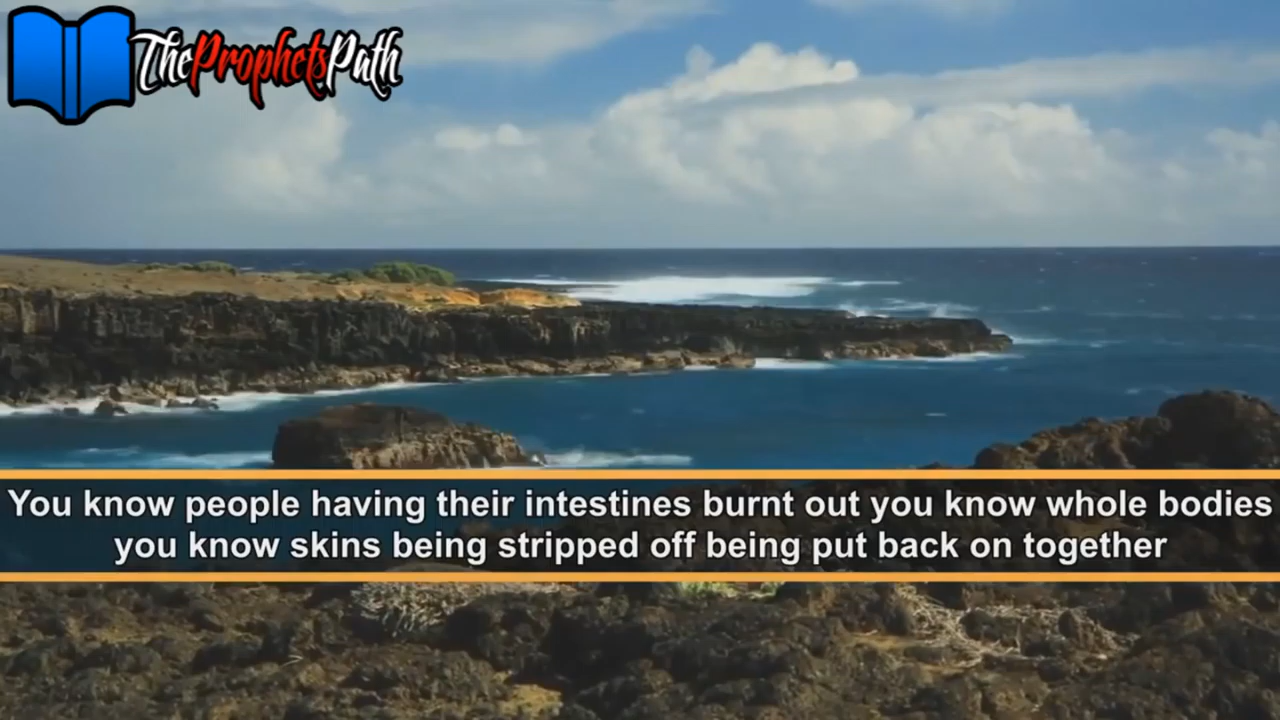 TheProphetsPath
You know people having their intestines burnt out you know whole bodies
you know skins being stripped off being put back on together